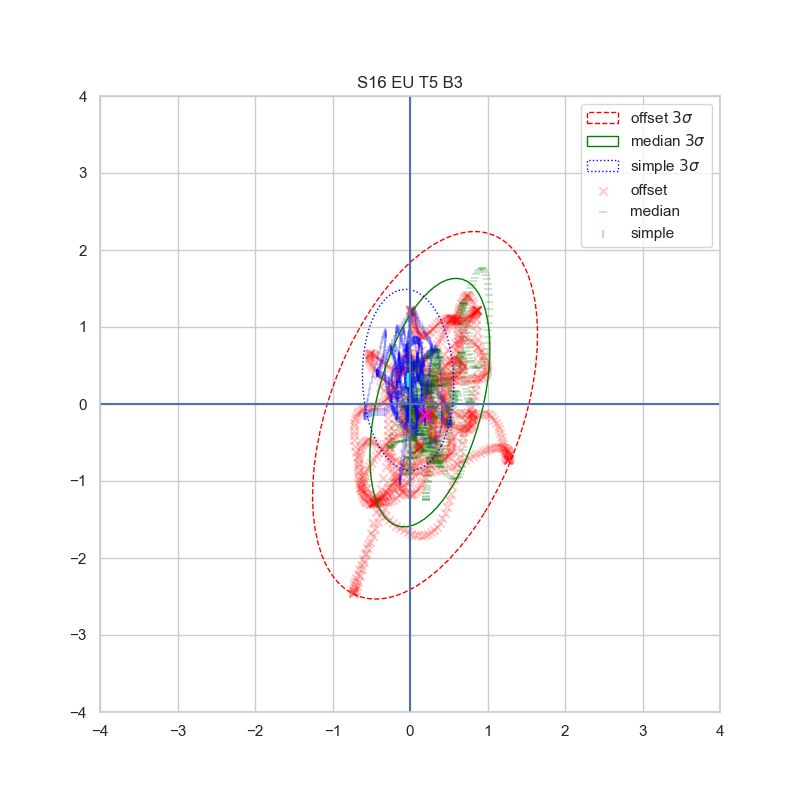 S16 EU T5 B3
offset 3σ
median 3σ
simple 3σ
offset
median
simple
4
3
2
1
0
−1
−2
−3
−4
−4 −3 −2 −1 0 1 2 3 4